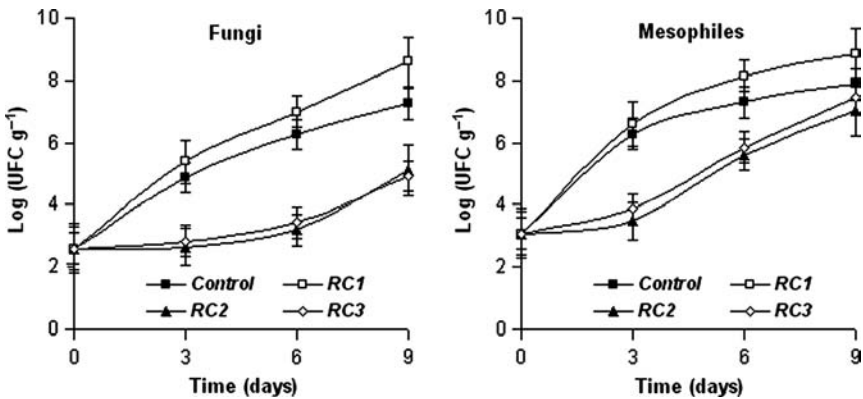 Fungi
Log (UFC g⁻¹)
10
8
6
4
2
0
Control
RC1
RC2
RC3
0 3 6 9
Time (days)
Mesophiles
Log (UFC g⁻¹)
10
8
6
4
2
0
Control
RC1
RC2
RC3
0 3 6 9
Time (days)